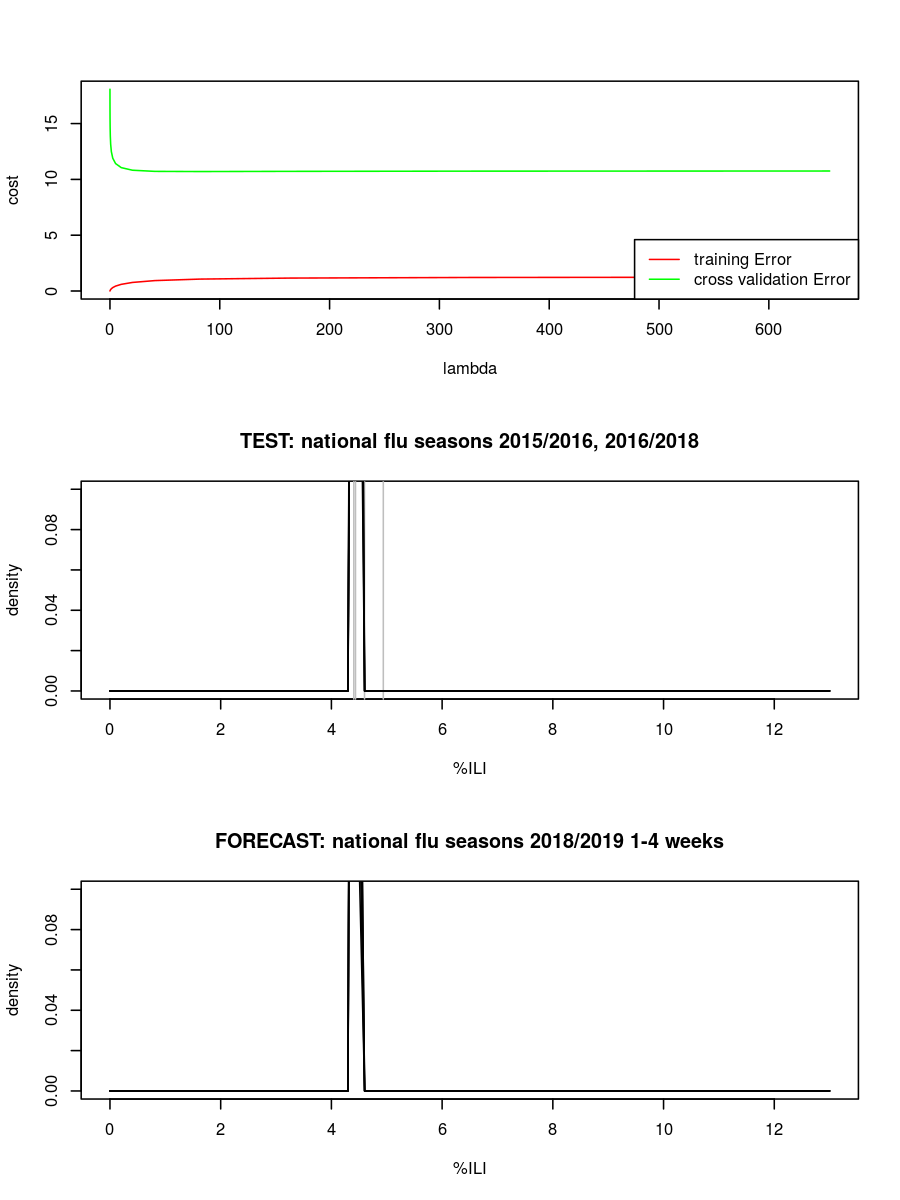 15
10
5
0
cost
training Error
cross validation Error
0 100 200 300 400 500 600
lambda
TEST: national flu seasons 2015/2016, 2016/2018
0.08
0.04
0.00
density
0 2 4 6 8 10 12
%ILI
FORECAST: national flu seasons 2018/2019 1-4 weeks
0.08
0.04
0.00
density
0 2 4 6 8 10 12
%ILI